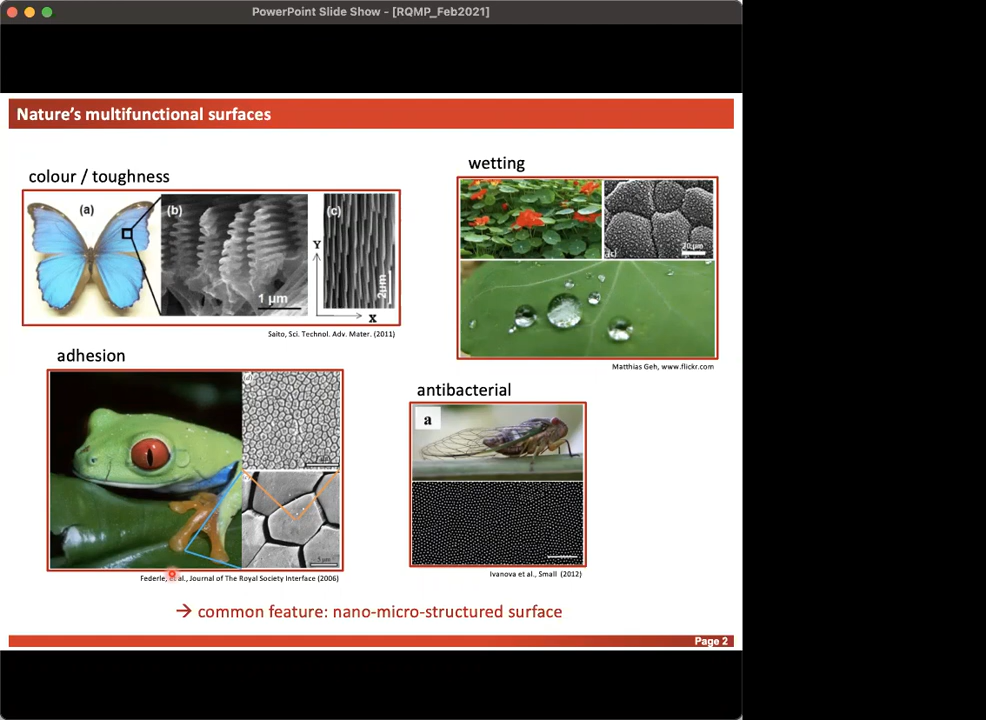 PowerPoint Slide Show - [RQMP_Feb2021]
Nature's multifunctional surfaces
colour / toughness
(a)
(b)
1 µm
(c)
Y
X
2µm
Saito, Sci. Technol. Adv. Mater. (2011)
wetting
20 µm
Matthias Geh, www.flickr.com
adhesion
Federle, et al., Journal of The Royal Society Interface (2006)
antibacterial
a
Ivanova et al., Small (2012)
→ common feature: nano-micro-structured surface
Page 2